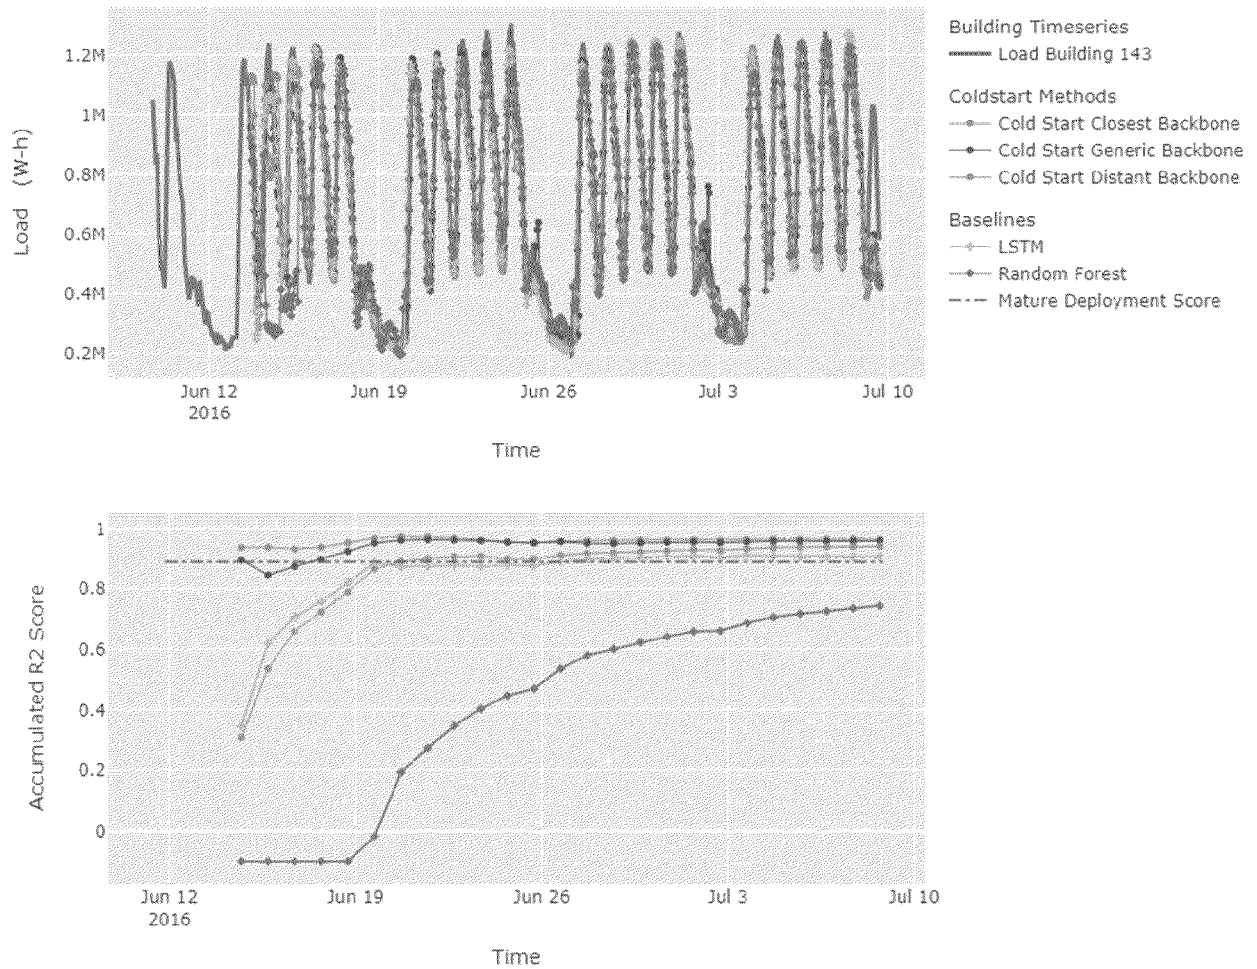 1.2M
1M
0.8M
0.6M
0.4M
0.2M
Load (W-h)
Jun 12
2016
Jun 19
Jun 26
Jul 3
Jul 10
Time
Building Timeseries
Load Building 143
Coldstart Methods
Cold Start Closest Backbone
Cold Start Generic Backbone
Cold Start Distant Backbone
Baselines
LSTM
Random Forest
Mature Deployment Score
1
0.8
0.6
0.4
0.2
0
Accumulated R2 Score
Jun 12
2016
Jun 19
Jun 26
Jul 3
Jul 10
Time